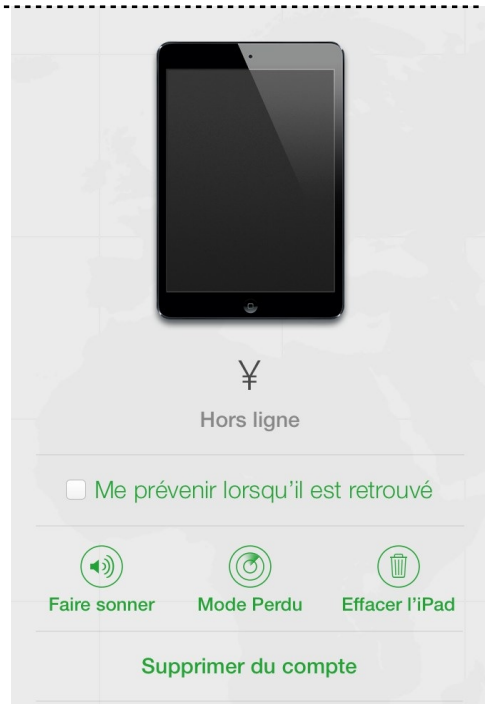 ¥
Hors ligne
Me prévenir lorsqu'il est retrouvé
Faire sonner
Mode Perdu
Effacer l'iPad
Supprimer du compte